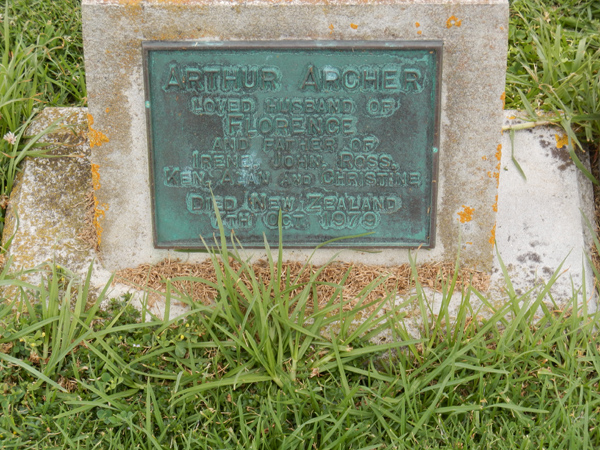 ARTHUR ARCHER
LOVED HUSBAND OF
FLORENCE
AND FATHER OF
IRENE, JOHN, ROSS,
KEN, ALAN AND CHRISTINE
DIED NEW ZEALAND
7TH OCT. 1979